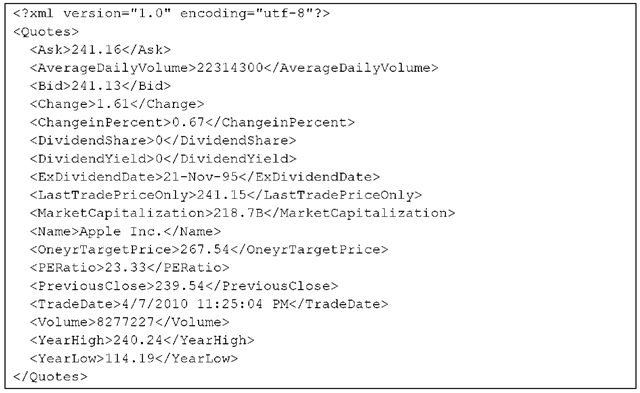 <?xml version="1.0" encoding="utf-8"?>
<Quotes>
<Ask>241.16</Ask>
<AverageDailyVolume>22314300</AverageDailyVolume>
<Bid>241.13</Bid>
<Change>1.61</Change>
<ChangeinPercent>0.67</ChangeinPercent>
<DividendShare>0</DividendShare>
<DividendYield>0</DividendYield>
<ExDividendDate>21-Nov-95</ExDividendDate>
<LastTradePriceOnly>241.15</LastTradePriceOnly>
<MarketCapitalization>218.7B</MarketCapitalization>
<Name>Apple Inc.</Name>
<OneyrTargetPrice>267.54</OneyrTargetPrice>
<PERatio>23.33</PERatio>
<PreviousClose>239.54</PreviousClose>
<TradeDate>4/7/2010 11:25:04 PM</TradeDate>
<Volume>8277227</Volume>
<YearHigh>240.24</YearHigh>
<YearLow>114.19</YearLow>
</Quotes>